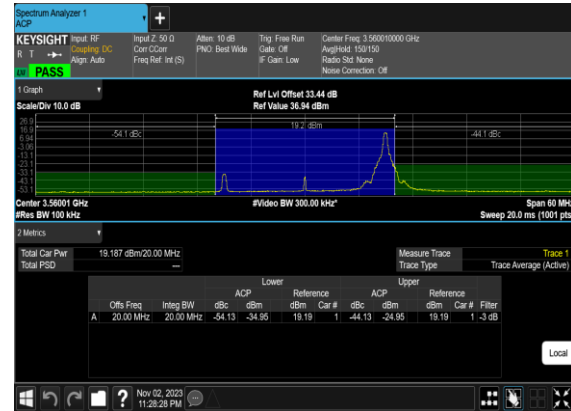 Spectrum Analyzer 1
ACP
+
KEYSIGHT Input: RF Input Z: 50 Ω Atten: 10 dB Trig: Free Run Center Freq: 3.560010000 GHz
R T Coupling: DC Corr CCorr PNO: Best Wide Gate: Off Avg|Hold: 150/150
Align: Auto Freq Ref: Int (S) IF Gain: Low Radio Std: None
PASS Noise Correction: Off
1 Graph Ref Lvl Offset 33.44 dB
Scale/Div 10.0 dB Ref Value 36.94 dBm
26.9
16.9 -54.1 dBc 19.2 dBm -44.1 dBc
6.94
-3.06
-13.1
-23.1
-33.1
-43.1
-53.1
Center 3.56001 GHz #Video BW 300.00 kHz* Span 60 MHz
#Res BW 100 kHz Sweep 20.0 ms (1001 pts
2 Metrics
Total Car Pwr 19.187 dBm/20.00 MHz Measure Trace Trace 1
Total PSD --- Trace Type Trace Average (Active)
Lower Upper
ACP Reference ACP Reference
Offs Freq Integ BW dBc dBm dBm Car # dBc dBm dBm Car # Filter
A 20.00 MHz 20.00 MHz -54.13 -34.95 19.19 1 -44.13 -24.95 19.19 1 -3 dB
Local
? Nov 02, 2023
11:28:28 PM